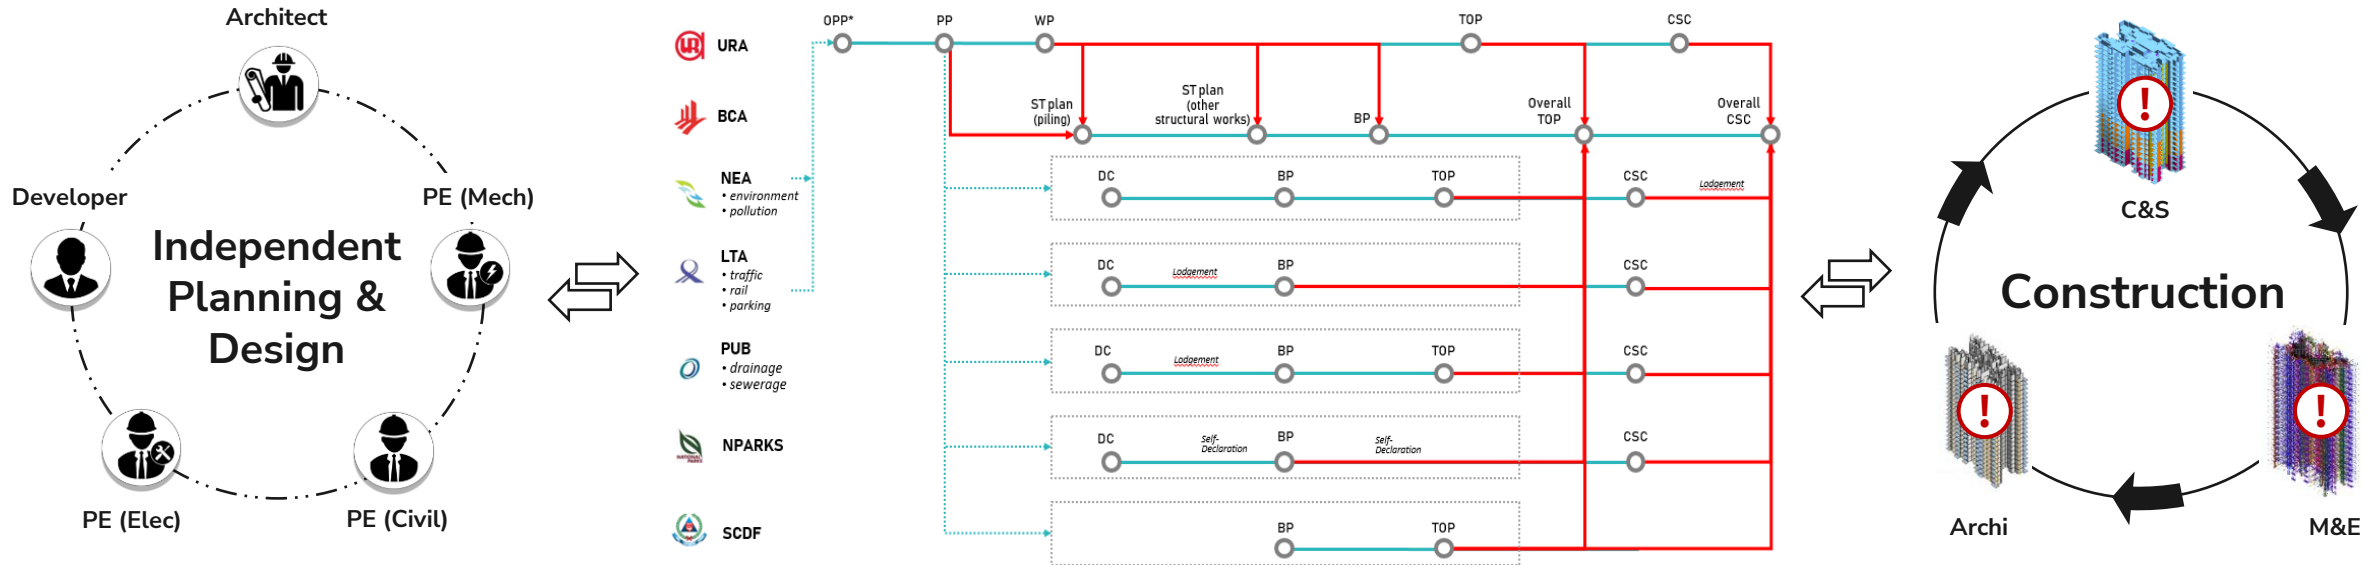 Architect
Developer
PE (Mech)
Independent
Planning &
Design
PE (Elec)
PE (Civil)
URA
BCA
NEA
• environment
• pollution
LTA
• traffic
• rail
• parking
PUB
• drainage
• sewerage
NPARKS
NATIONAL PARKS
SCDF
OPP*
PP
WP
TOP
CSC
ST plan
(piling)
ST plan
(other
structural works)
BP
Overall
TOP
Overall
CSC
DC
BP
TOP
CSC
Lodgement
DC
Lodgement
BP
CSC
DC
Lodgement
BP
TOP
CSC
DC
Self-
Declaration
BP
Self-
Declaration
CSC
BP
TOP
!
C&S
Construction
!
Archi
!
M&E